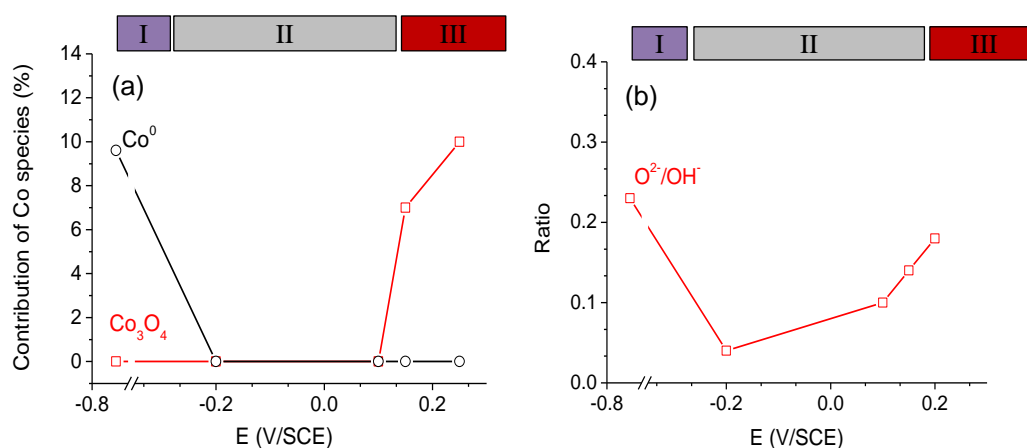 I II III
(a)
Contribution of Co species (%)
14
12
10
8
6
4
2
0
Co⁰
Co₃O₄
-0.8 -0.2 0.0 0.2
E (V/SCE)
I II III
(b)
Ratio
0.4
0.3
0.2
0.1
0.0
O²⁻/OH⁻
-0.8 -0.2 0.0 0.2
E (V/SCE)